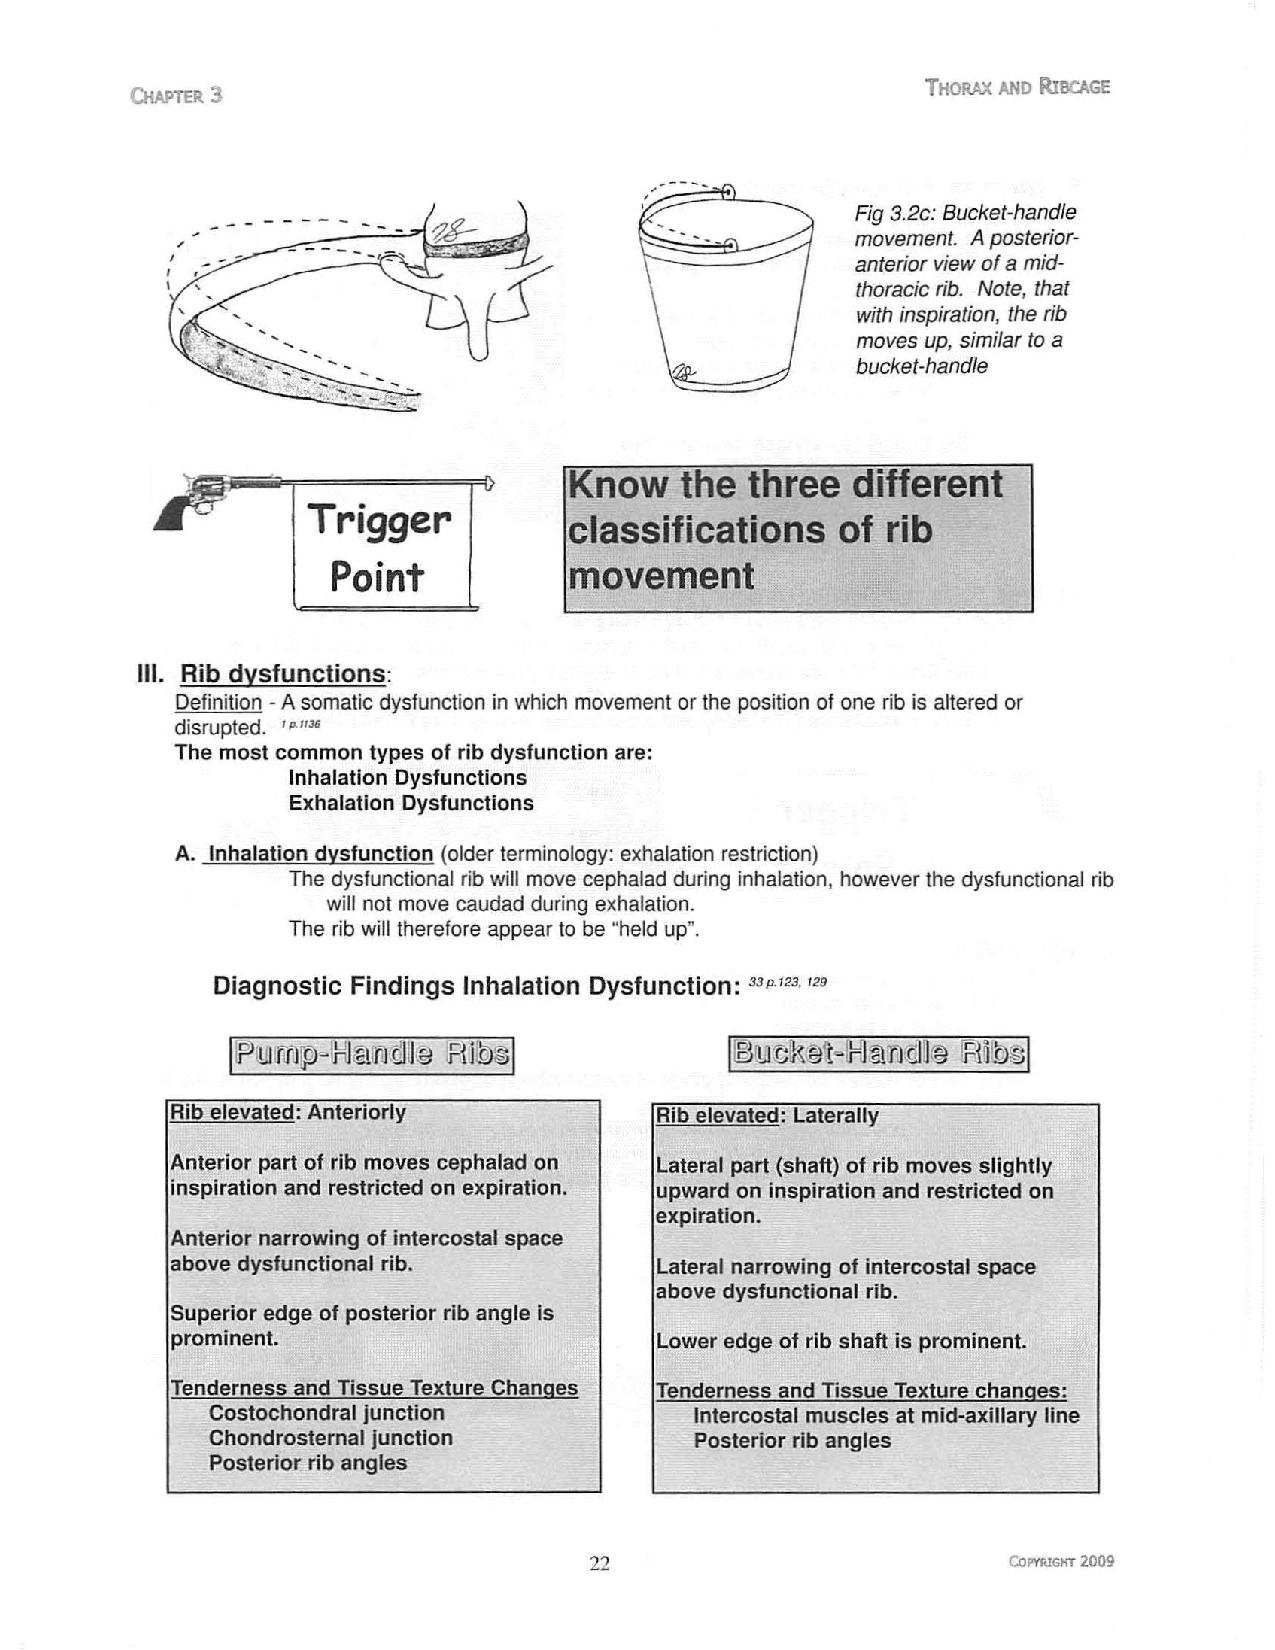 CHAPTER 3
THORAX AND RIBCAGE
Fig 3.2c: Bucket-handle
movement. A posterior-
anterior view of a mid-
thoracic rib. Note, that
with inspiration, the rib
moves up, similar to a
bucket-handle
Trigger
Point
Know the three different
classifications of rib
movement
III. Rib dysfunctions:
Definition - A somatic dysfunction in which movement or the position of one rib is altered or
disrupted. 1 p.1136
The most common types of rib dysfunction are:
Inhalation Dysfunctions
Exhalation Dysfunctions
A. Inhalation dysfunction (older terminology: exhalation restriction)
The dysfunctional rib will move cephalad during inhalation, however the dysfunctional rib
will not move caudad during exhalation.
The rib will therefore appear to be "held up".
Diagnostic Findings Inhalation Dysfunction: 33 p.123, 129
Pump-Handle Ribs
Rib elevated: Anteriorly
Anterior part of rib moves cephalad on
inspiration and restricted on expiration.
Anterior narrowing of intercostal space
above dysfunctional rib.
Superior edge of posterior rib angle is
prominent.
Tenderness and Tissue Texture Changes
Costochondral junction
Chondrosternal junction
Posterior rib angles
Bucket-Handle Ribs
Rib elevated: Laterally
Lateral part (shaft) of rib moves slightly
upward on inspiration and restricted on
expiration.
Lateral narrowing of intercostal space
above dysfunctional rib.
Lower edge of rib shaft is prominent.
Tenderness and Tissue Texture changes:
Intercostal muscles at mid-axillary line
Posterior rib angles
22
COPYRIGHT 2009